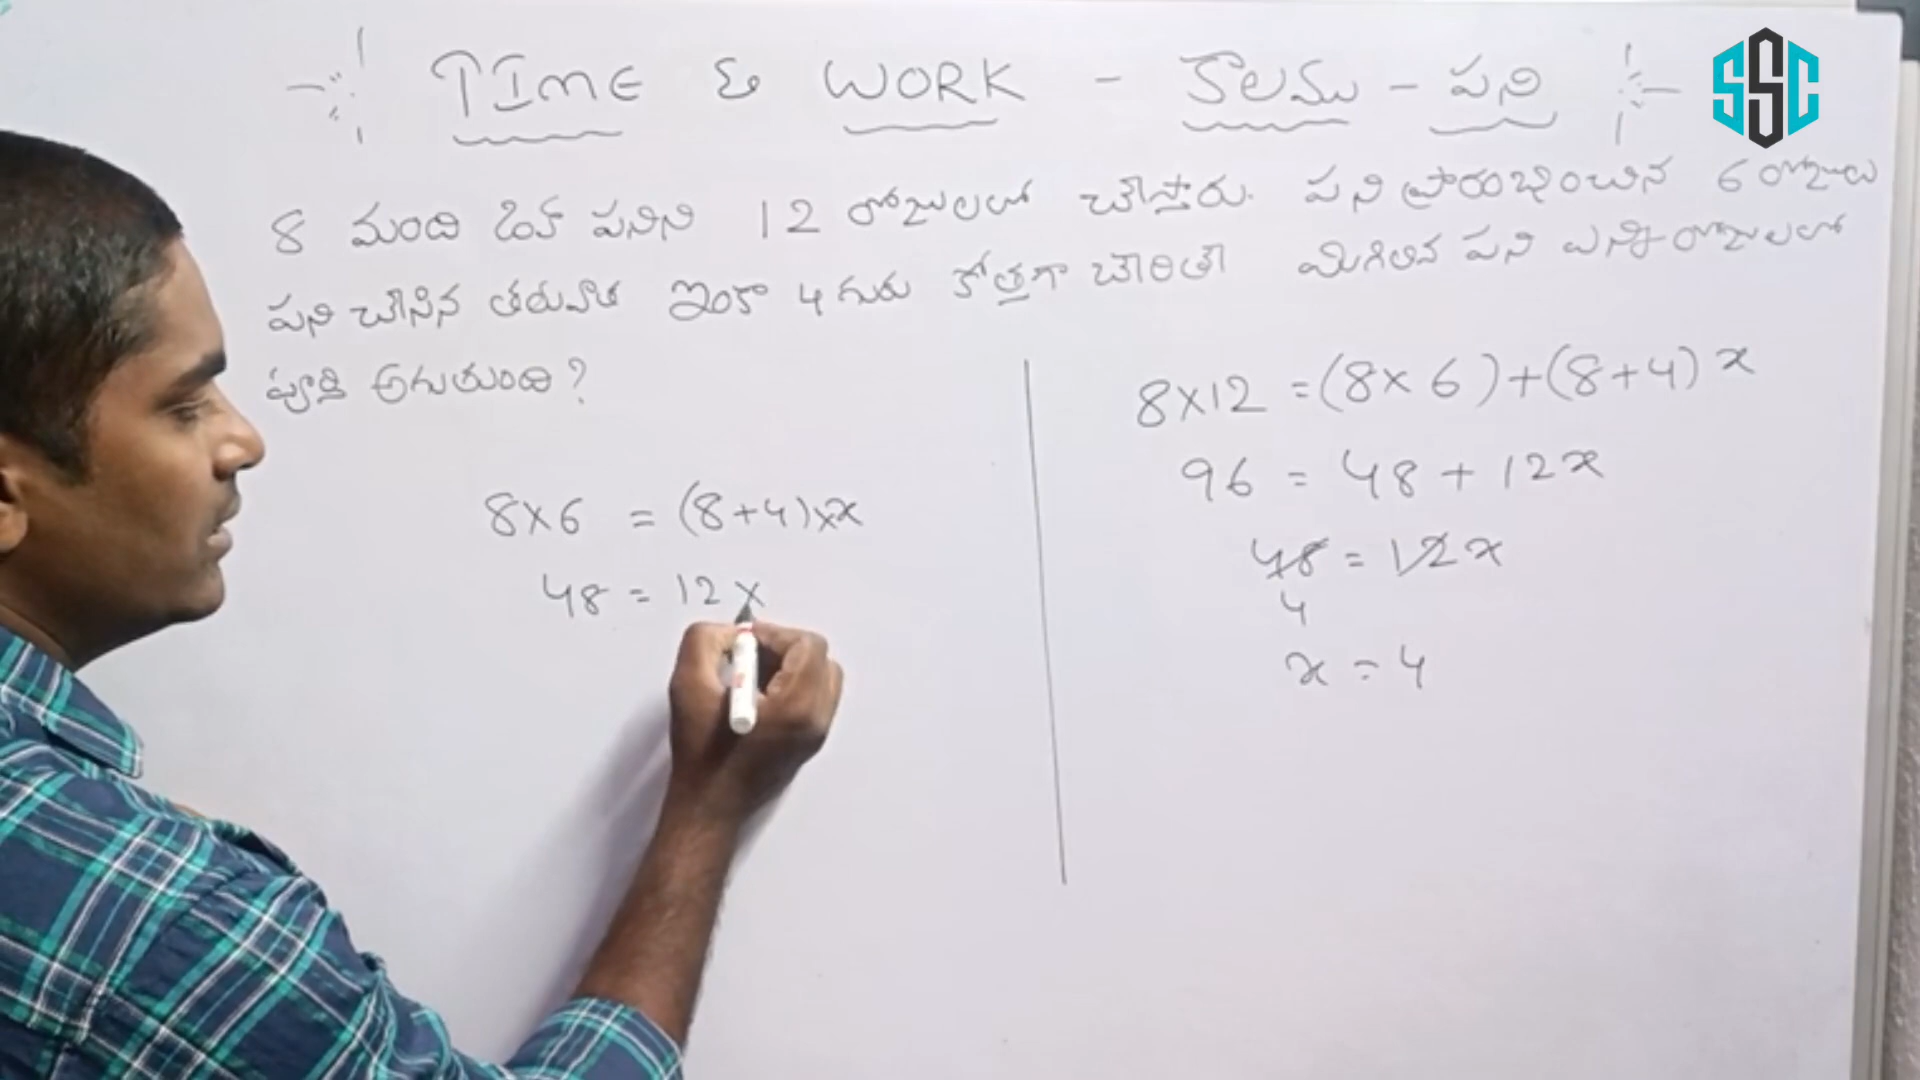 TIME & WORK - కాలము - పని
SSC
8 మంది ఒక పనిని 12 రోజులలో చేస్తారు. పని ప్రారంభించిన 6 రోజులు
పని చేసిన తరువాత ఇంకా 4 గురు కోత్తగా చేరితే మిగిలిన పని ఎన్ని రోజులలో
పూర్తి అగుతుంది?
8×6 = (8+4)×x
48 = 12x
8×12 = (8×6)+(8+4)x
96 = 48 + 12x
48 = 12x
4
x = 4